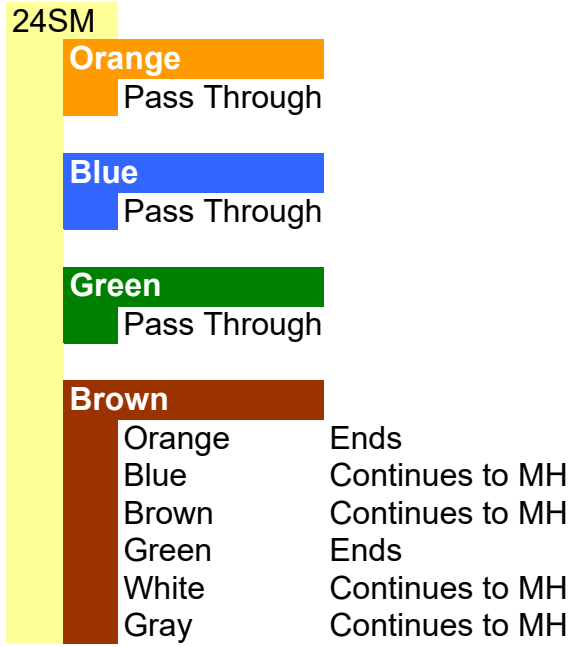 24SM
Orange
Pass Through
Blue
Pass Through
Green
Pass Through
Brown
Orange Ends
Blue Continues to MH
Brown Continues to MH
Green Ends
White Continues to MH
Gray Continues to MH